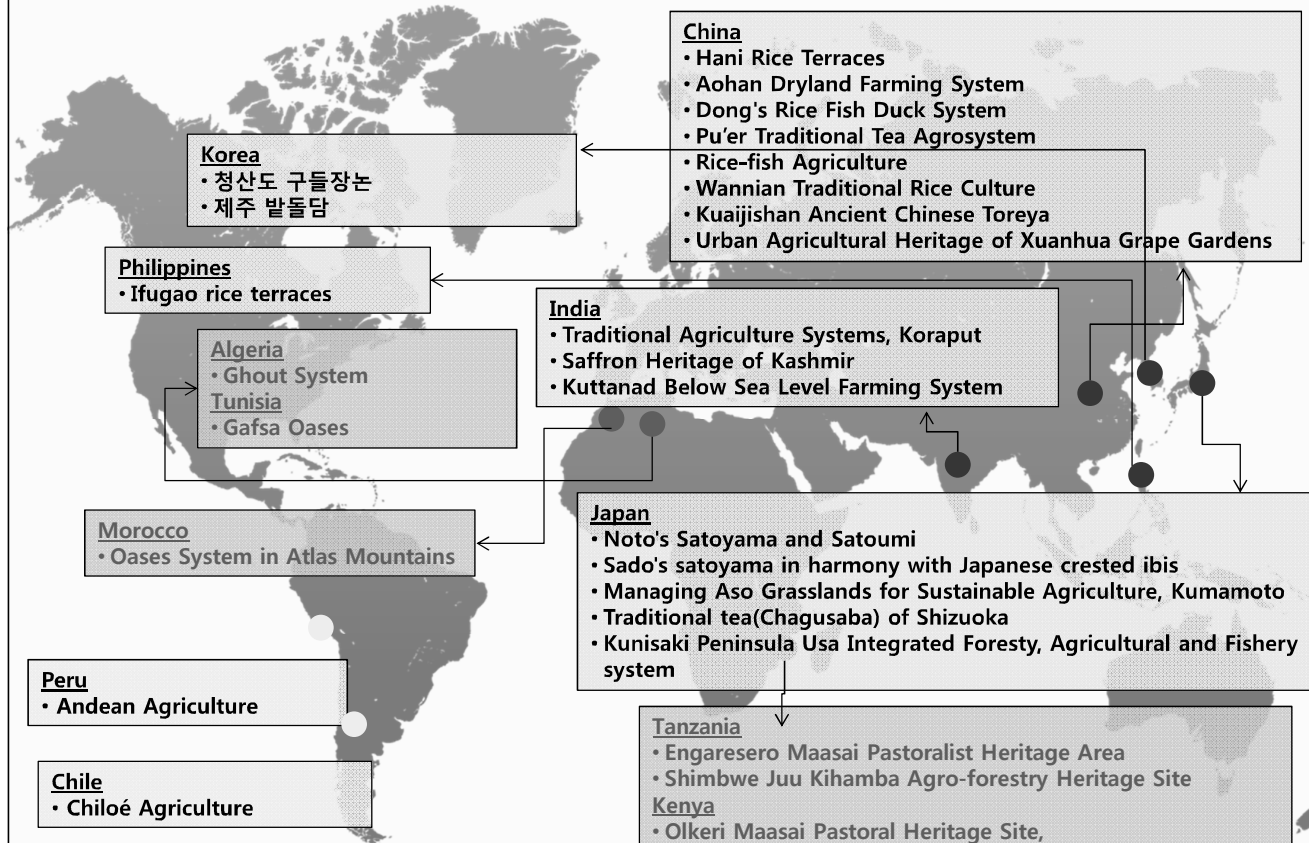 China
• Hani Rice Terraces
• Aohan Dryland Farming System
• Dong's Rice Fish Duck System
• Pu'er Traditional Tea Agrosystem
• Rice-fish Agriculture
• Wannian Traditional Rice Culture
• Kuaijishan Ancient Chinese Toreya
• Urban Agricultural Heritage of Xuanhua Grape Gardens
Korea
• 청산도 구들장논
• 제주 밭돌담
Philippines
• Ifugao rice terraces
India
• Traditional Agriculture Systems, Koraput
• Saffron Heritage of Kashmir
• Kuttanad Below Sea Level Farming System
Algeria
• Ghout System
Tunisia
• Gafsa Oases
Morocco
• Oases System in Atlas Mountains
Japan
• Noto's Satoyama and Satoumi
• Sado's satoyama in harmony with Japanese crested ibis
• Managing Aso Grasslands for Sustainable Agriculture, Kumamoto
• Traditional tea(Chagusaba) of Shizuoka
• Kunisaki Peninsula Usa Integrated Foresty, Agricultural and Fishery
system
Peru
• Andean Agriculture
Chile
• Chiloé Agriculture
Tanzania
• Engaresero Maasai Pastoralist Heritage Area
• Shimbwe Juu Kihamba Agro-forestry Heritage Site
Kenya
• Olkeri Maasai Pastoral Heritage Site,